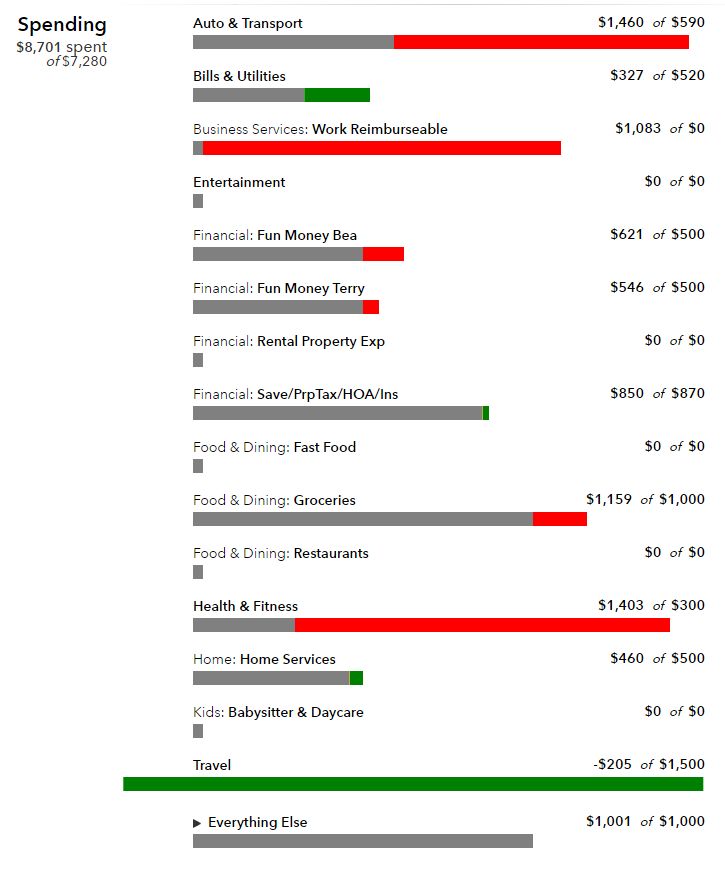 Spending
$8,701 spent
of $7,280
Auto & Transport $1,460 of $590
Bills & Utilities $327 of $520
Business Services: Work Reimburseable $1,083 of $0
Entertainment $0 of $0
Financial: Fun Money Bea $621 of $500
Financial: Fun Money Terry $546 of $500
Financial: Rental Property Exp $0 of $0
Financial: Save/PrpTax/HOA/Ins $850 of $870
Food & Dining: Fast Food $0 of $0
Food & Dining: Groceries $1,159 of $1,000
Food & Dining: Restaurants $0 of $0
Health & Fitness $1,403 of $300
Home: Home Services $460 of $500
Kids: Babysitter & Daycare $0 of $0
Travel -$205 of $1,500
Everything Else $1,001 of $1,000